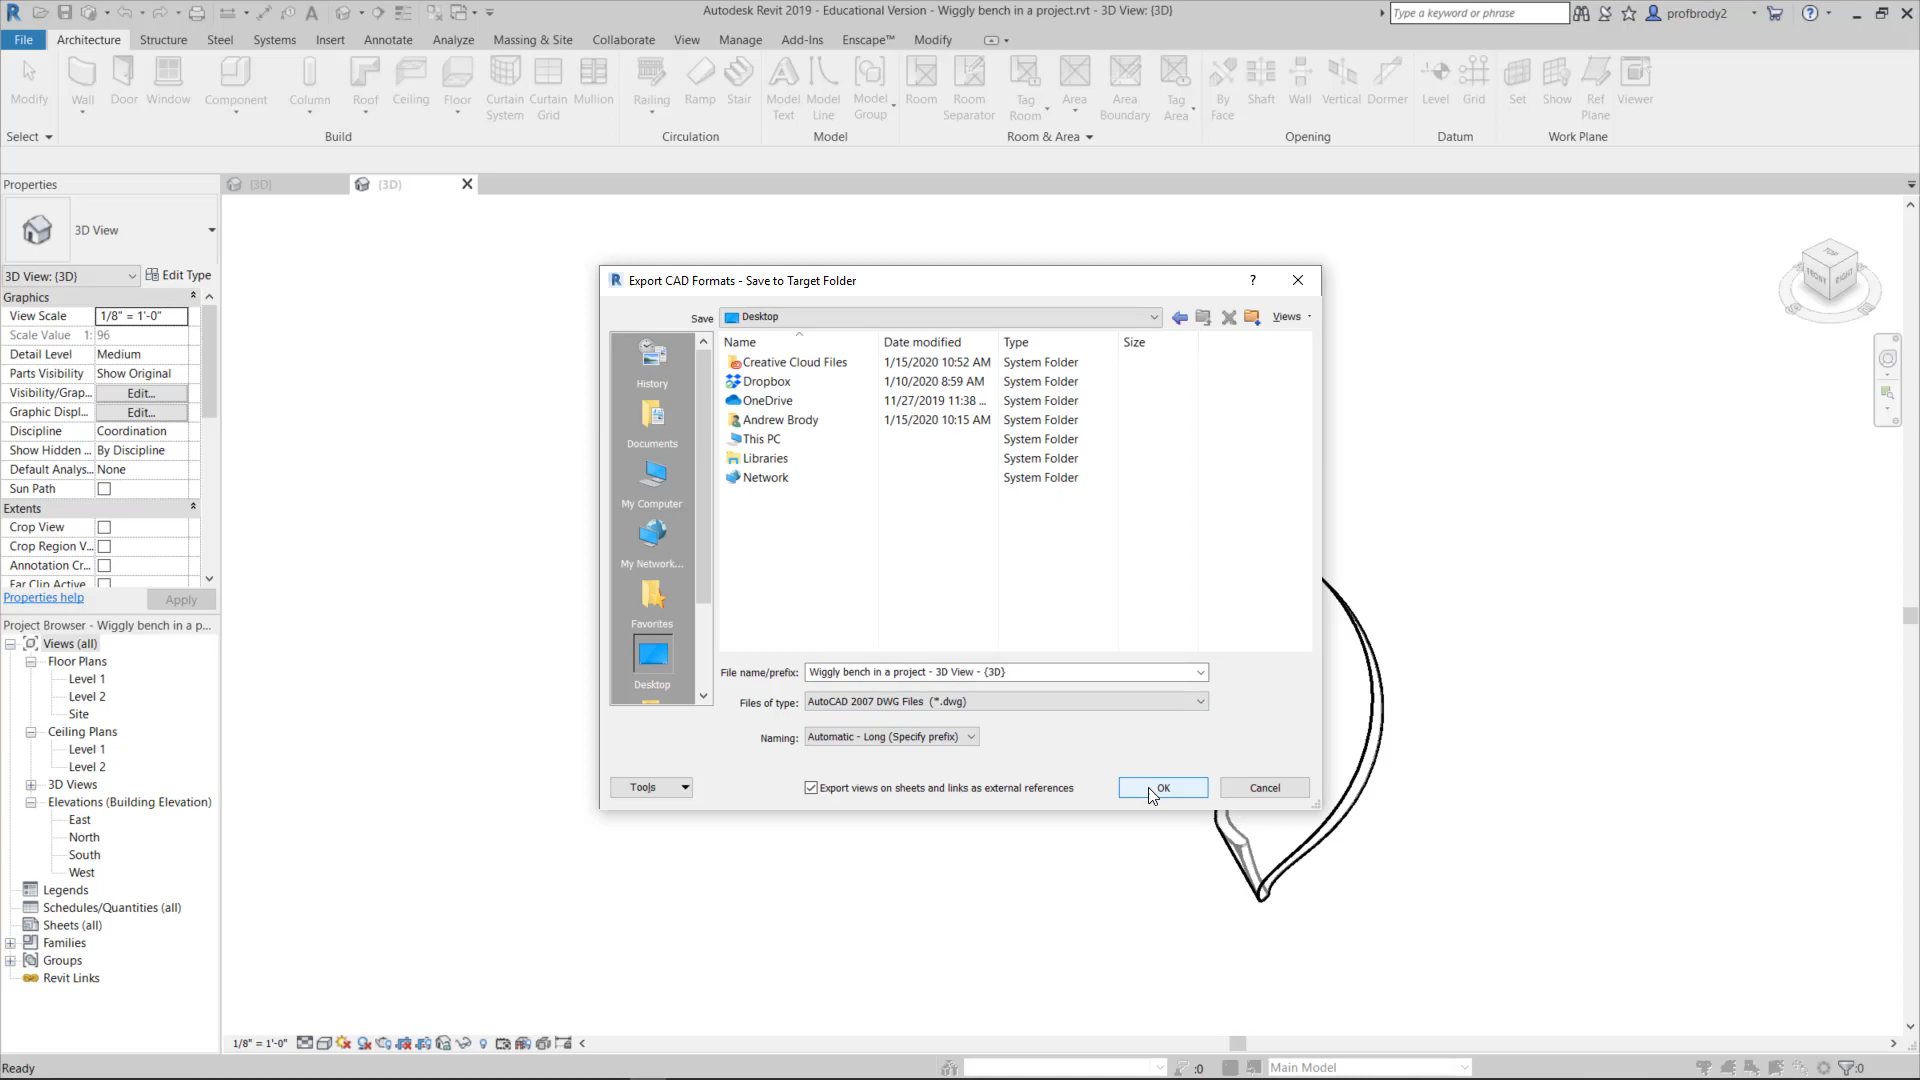 Autodesk Revit 2019 - Educational Version - Wiggly bench in a project.rvt - 3D View: {3D}
Type a keyword or phrase
profbrody2
File Architecture Structure Steel Systems Insert Annotate Analyze Massing & Site Collaborate View Manage Add-Ins Enscape™ Modify
Modify Wall Door Window Component Column Roof Ceiling Floor Curtain System Curtain Grid Mullion Railing Ramp Stair Model Text Model Line Model Group Room Room Separator Tag Room Area Area Boundary Tag Area By Face Shaft Wall Vertical Dormer Level Grid Set Show Ref Plane Viewer
Select Build Circulation Model Room & Area Opening Datum Work Plane
Properties
{3D}
{3D}
3D View
3D View: {3D} Edit Type
Graphics
View Scale 1/8" = 1'-0"
Scale Value 1: 96
Detail Level Medium
Parts Visibility Show Original
Visibility/Grap... Edit...
Graphic Displ... Edit...
Discipline Coordination
Show Hidden ... By Discipline
Default Analys... None
Sun Path
Extents
Crop View
Crop Region V...
Annotation Cr...
Far Clip Active
Properties help Apply
Project Browser - Wiggly bench in a p...
Views (all)
Floor Plans
Level 1
Level 2
Site
Ceiling Plans
Level 1
Level 2
3D Views
Elevations (Building Elevation)
East
North
South
West
Legends
Schedules/Quantities (all)
Sheets (all)
Families
Groups
Revit Links
Export CAD Formats - Save to Target Folder
?
Save
Desktop
Views
History
Documents
My Computer
My Network...
Favorites
Desktop
Name Date modified Type Size
Creative Cloud Files 1/15/2020 10:52 AM System Folder
Dropbox 1/10/2020 8:59 AM System Folder
OneDrive 11/27/2019 11:38 ... System Folder
Andrew Brody 1/15/2020 10:15 AM System Folder
This PC System Folder
Libraries System Folder
Network System Folder
File name/prefix: Wiggly bench in a project - 3D View - {3D}
Files of type: AutoCAD 2007 DWG Files (*.dwg)
Naming: Automatic - Long (Specify prefix)
Tools
Export views on sheets and links as external references
OK
Cancel
TOP
FRONT
RIGHT
1/8" = 1'-0"
Ready
:0
Main Model
:0